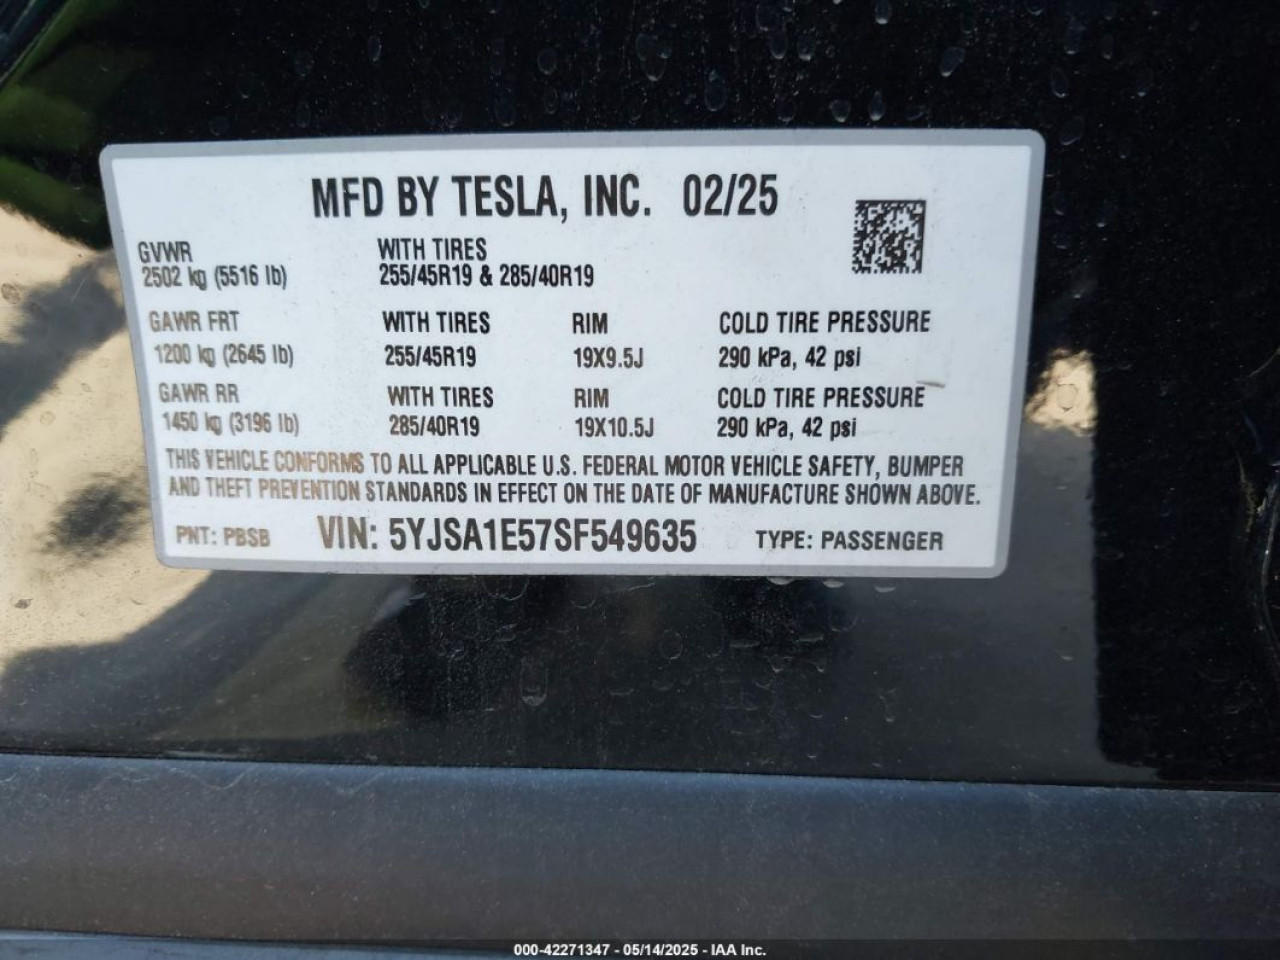 MFD BY TESLA, INC. 02/25
GVWR WITH TIRES
2502 kg (5516 lb) 255/45R19 & 285/40R19
GAWR FRT WITH TIRES RIM COLD TIRE PRESSURE
1200 kg (2645 lb) 255/45R19 19X9.5J 290 kPa, 42 psi
GAWR RR WITH TIRES RIM COLD TIRE PRESSURE
1450 kg (3196 lb) 285/40R19 19X10.5J 290 kPa, 42 psi
THIS VEHICLE CONFORMS TO ALL APPLICABLE U.S. FEDERAL MOTOR VEHICLE SAFETY, BUMPER
AND THEFT PREVENTION STANDARDS IN EFFECT ON THE DATE OF MANUFACTURE SHOWN ABOVE.
PNT: PBSB VIN: 5YJSA1E57SF549635 TYPE: PASSENGER
000-42271347 - 05/14/2025 - IAA Inc.